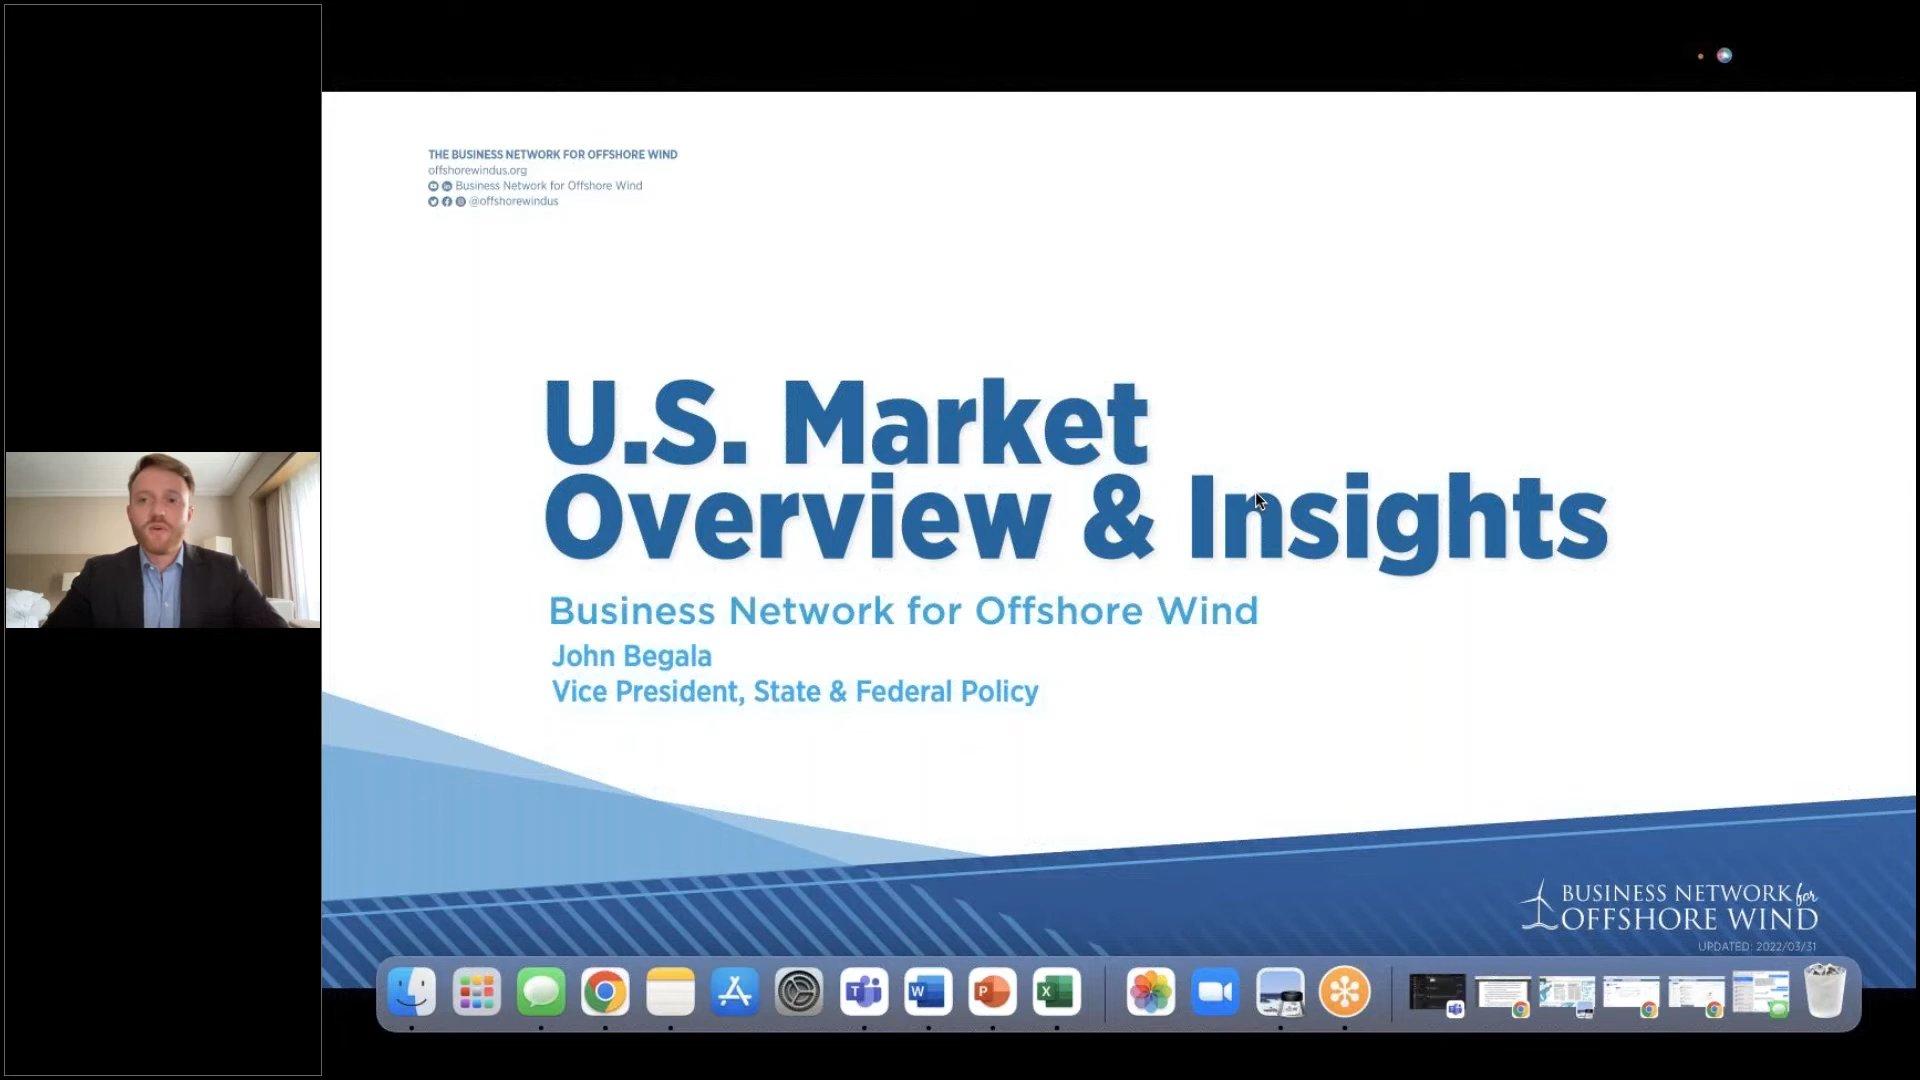 THE BUSINESS NETWORK FOR OFFSHORE WIND
offshorewindus.org
Business Network for Offshore Wind
@offshorewindus
U.S. Market
Overview & Insights
Business Network for Offshore Wind
John Begala
Vice President, State & Federal Policy
BUSINESS NETWORK for
OFFSHORE WIND
UPDATED: 2022/03/31